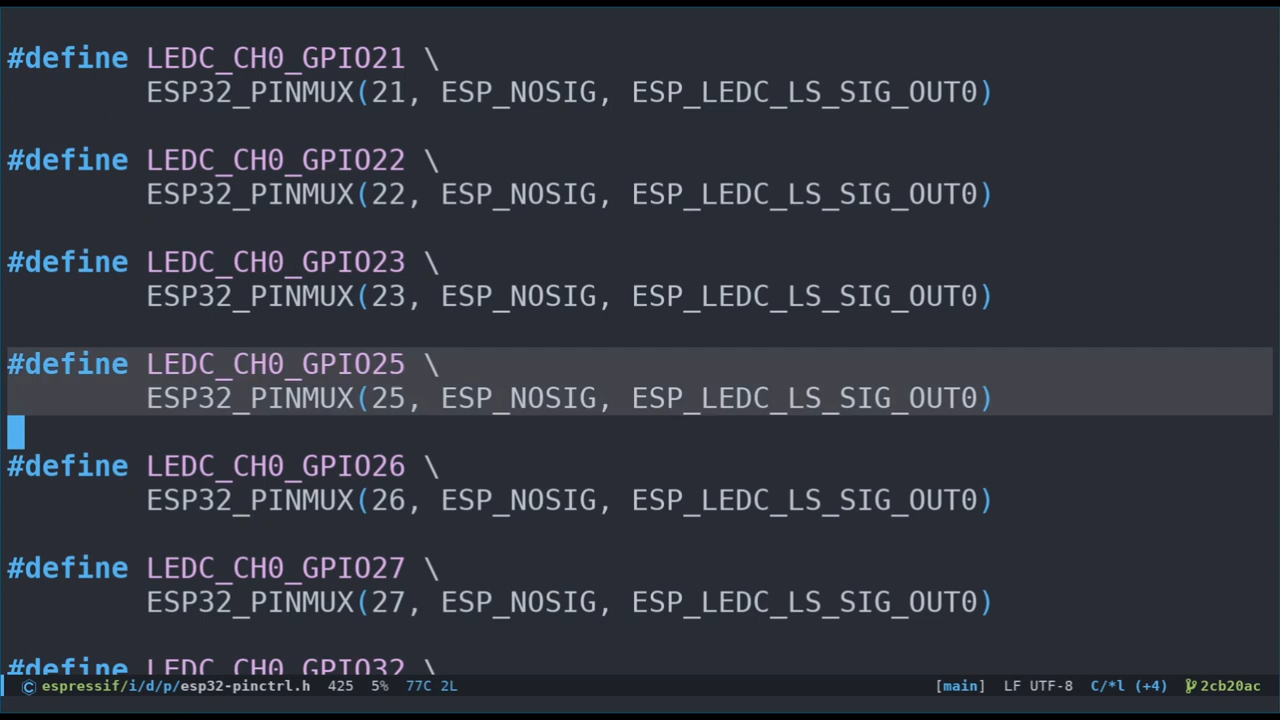 #define LEDC_CH0_GPIO21 \
        ESP32_PINMUX(21, ESP_NOSIG, ESP_LEDC_LS_SIG_OUT0)
#define LEDC_CH0_GPIO22 \
        ESP32_PINMUX(22, ESP_NOSIG, ESP_LEDC_LS_SIG_OUT0)
#define LEDC_CH0_GPIO23 \
        ESP32_PINMUX(23, ESP_NOSIG, ESP_LEDC_LS_SIG_OUT0)
#define LEDC_CH0_GPIO25 \
        ESP32_PINMUX(25, ESP_NOSIG, ESP_LEDC_LS_SIG_OUT0)
#define LEDC_CH0_GPIO26 \
        ESP32_PINMUX(26, ESP_NOSIG, ESP_LEDC_LS_SIG_OUT0)
#define LEDC_CH0_GPIO27 \
        ESP32_PINMUX(27, ESP_NOSIG, ESP_LEDC_LS_SIG_OUT0)
#define LEDC_CH0_GPIO32 \
© espressif/i/d/p/esp32-pinctrl.h 425 5% 77C 2L [main] LF UTF-8 C/*l (+4) 2cb20ac